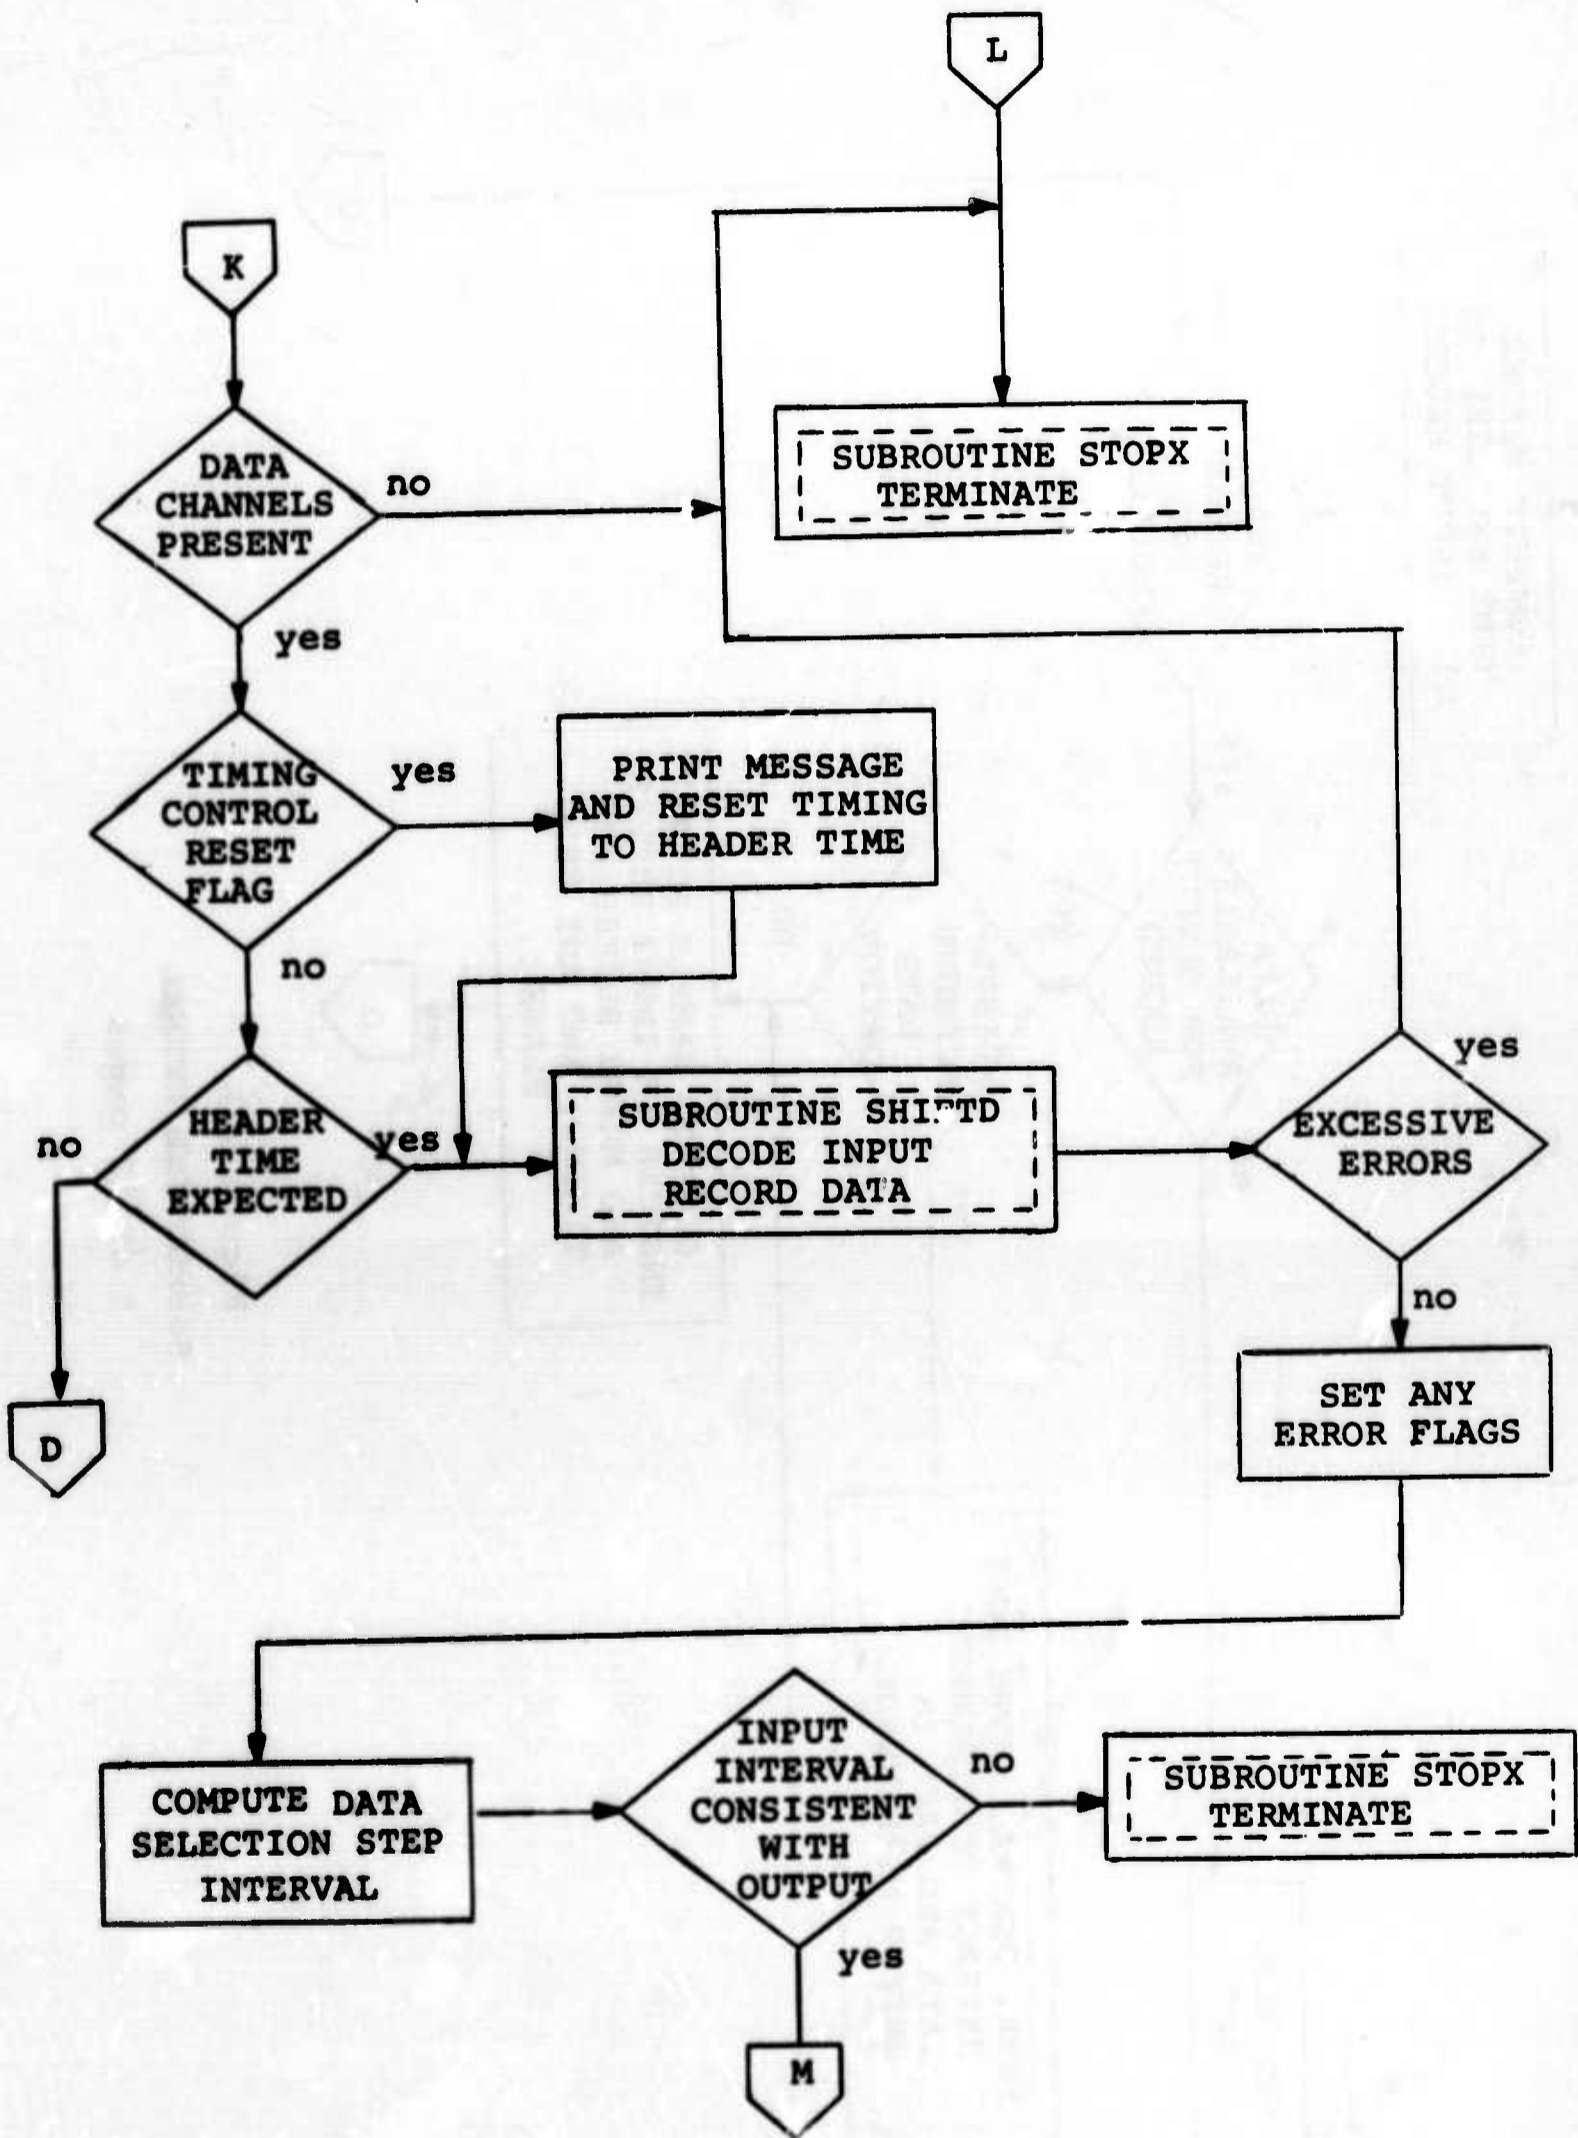 L
K
DATA
CHANNELS
PRESENT
no
SUBROUTINE STOPX
TERMINATE
yes
TIMING
CONTROL
RESET
FLAG
yes
PRINT MESSAGE
AND RESET TIMING
TO HEADER TIME
no
HEADER
TIME
EXPECTED
no
yes
SUBROUTINE SHIFTD
DECODE INPUT
RECORD DATA
EXCESSIVE
ERRORS
yes
no
SET ANY
ERROR FLAGS
D
COMPUTE DATA
SELECTION STEP
INTERVAL
INPUT
INTERVAL
CONSISTENT
WITH
OUTPUT
no
SUBROUTINE STOPX
TERMINATE
yes
M